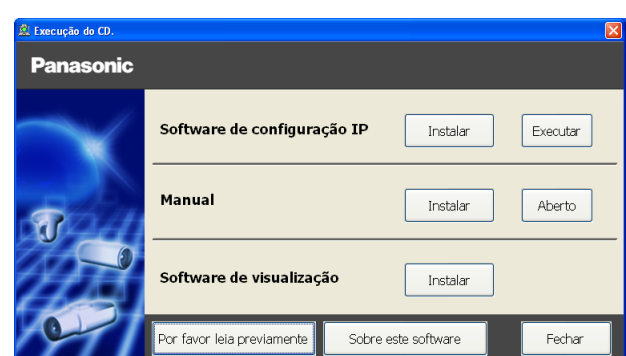 Execução do CD.
Panasonic
Software de configuração IP Instalar Executar
Manual Instalar Aberto
Software de visualização Instalar
Por favor leia previamente Sobre este software Fechar